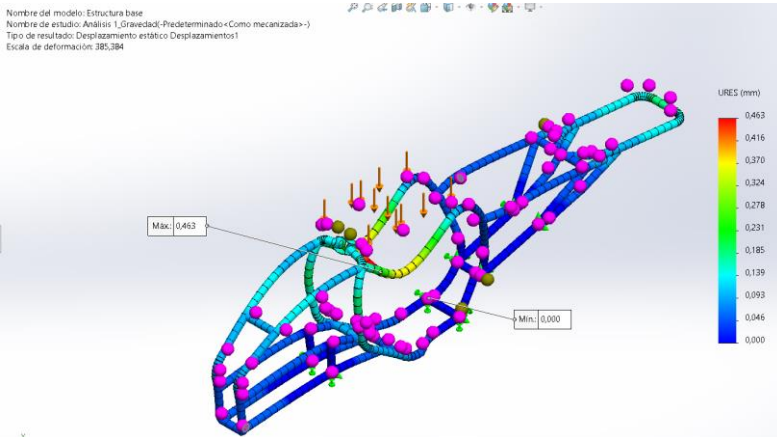 Nombre del modelo: Estructura base
Nombre de estudio: Análisis 1_Gravedad(-Predeterminado<Como mecanizada>-)
Tipo de resultado: Desplazamiento estático Desplazamientos1
Escala de deformación: 385,384
URES (mm)
0,463
0,416
0,370
0,324
0,278
0,231
0,185
0,139
0,093
0,046
0,000
Máx.: 0,463
Mín.: 0,000